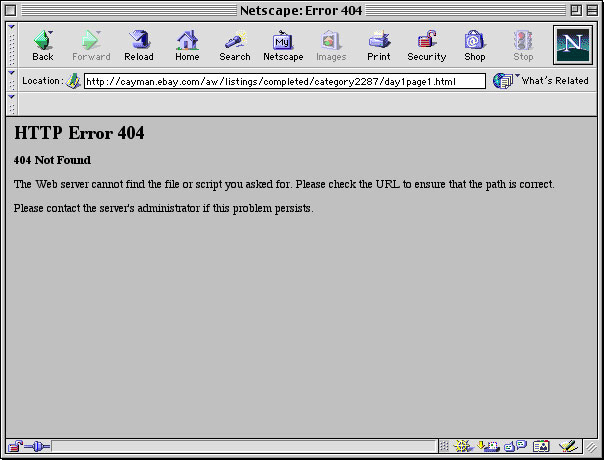 Netscape: Error 404
Back Forward Reload Home Search Netscape Images Print Security Shop Stop
My
N
Location: http://cayman.ebay.com/aw/listings/completed/category2287/day1page1.html What's Related
HTTP Error 404
404 Not Found
The Web server cannot find the file or script you asked for. Please check the URL to ensure that the path is correct.
Please contact the server's administrator if this problem persists.